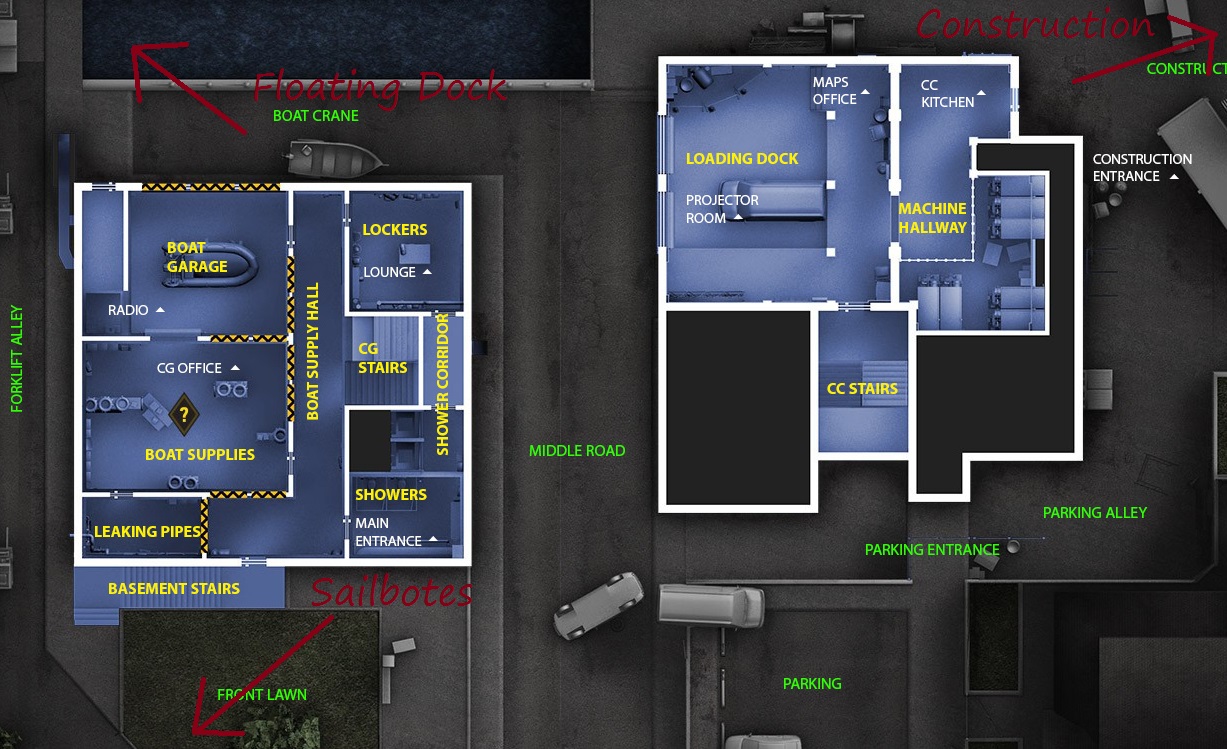 Construction
CONSTRUCT
Floating Dock
BOAT CRANE
MAPS
OFFICE
CC
KITCHEN
LOADING DOCK
CONSTRUCTION
ENTRANCE
PROJECTOR
ROOM
MACHINE
HALLWAY
LOCKERS
LOUNGE
BOAT
GARAGE
RADIO
BOAT SUPPLY HALL
FORKLIFT ALLEY
CG
STAIRS
SHOWER CORRIDOR
CG OFFICE
?
BOAT SUPPLIES
CC STAIRS
MIDDLE ROAD
SHOWERS
MAIN
ENTRANCE
LEAKING PIPES
PARKING ALLEY
PARKING ENTRANCE
BASEMENT STAIRS
Sailbotes
FRONT LAWN
PARKING